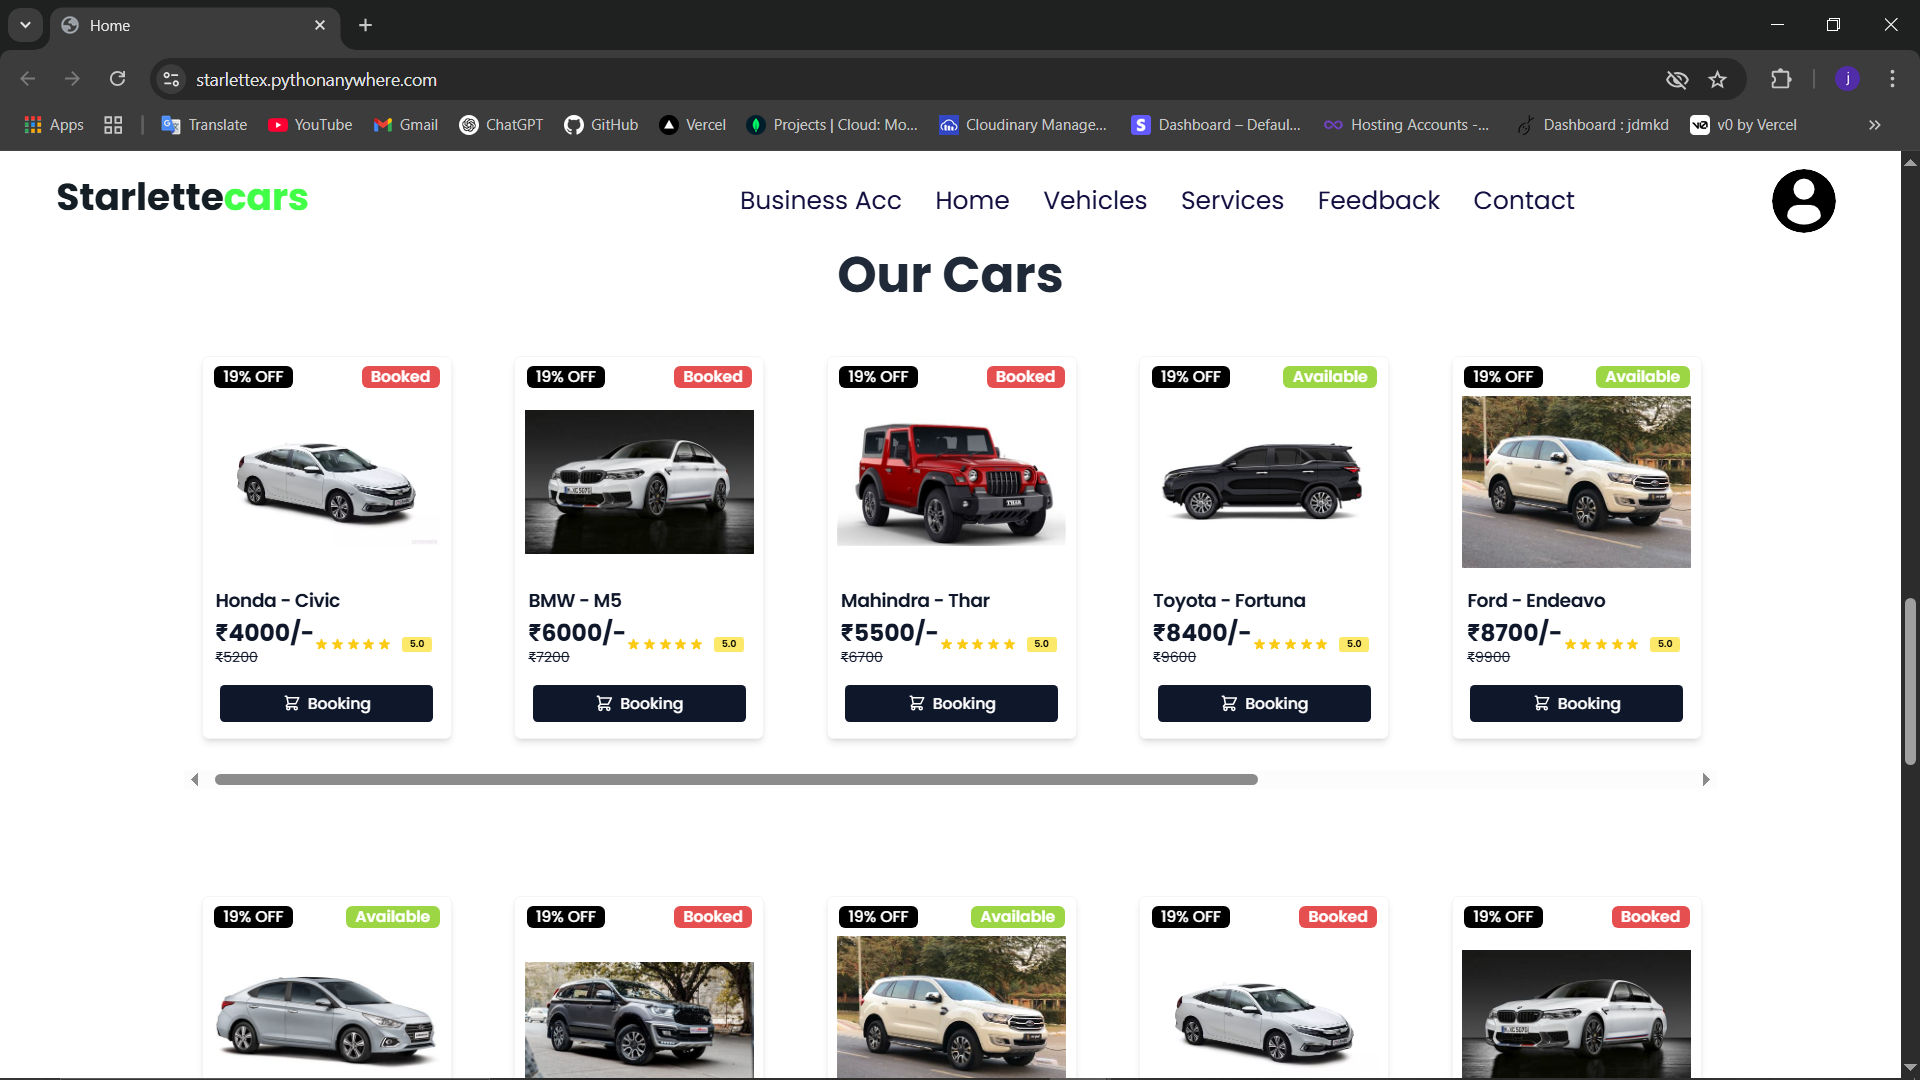 Home
starlettex.pythonanywhere.com
j
Apps
Translate
YouTube
Gmail
ChatGPT
GitHub
Vercel
Projects | Cloud: Mo...
Cloudinary Manage...
Dashboard – Defaul...
Hosting Accounts -...
Dashboard : jdmkd
v0 by Vercel
Starlettecars
Business Acc
Home
Vehicles
Services
Feedback
Contact
Our Cars
19% OFF
Booked
Honda - Civic
₹4000/-
5.0
₹5200
Booking
19% OFF
Booked
BMW - M5
₹6000/-
5.0
₹7200
Booking
19% OFF
Booked
THAR
Mahindra - Thar
₹5500/-
5.0
₹6700
Booking
19% OFF
Available
Toyota - Fortuna
₹8400/-
5.0
₹9600
Booking
19% OFF
Available
Ford - Endeavo
₹8700/-
5.0
₹9900
Booking
19% OFF
Available
19% OFF
Booked
19% OFF
Available
19% OFF
Booked
19% OFF
Booked